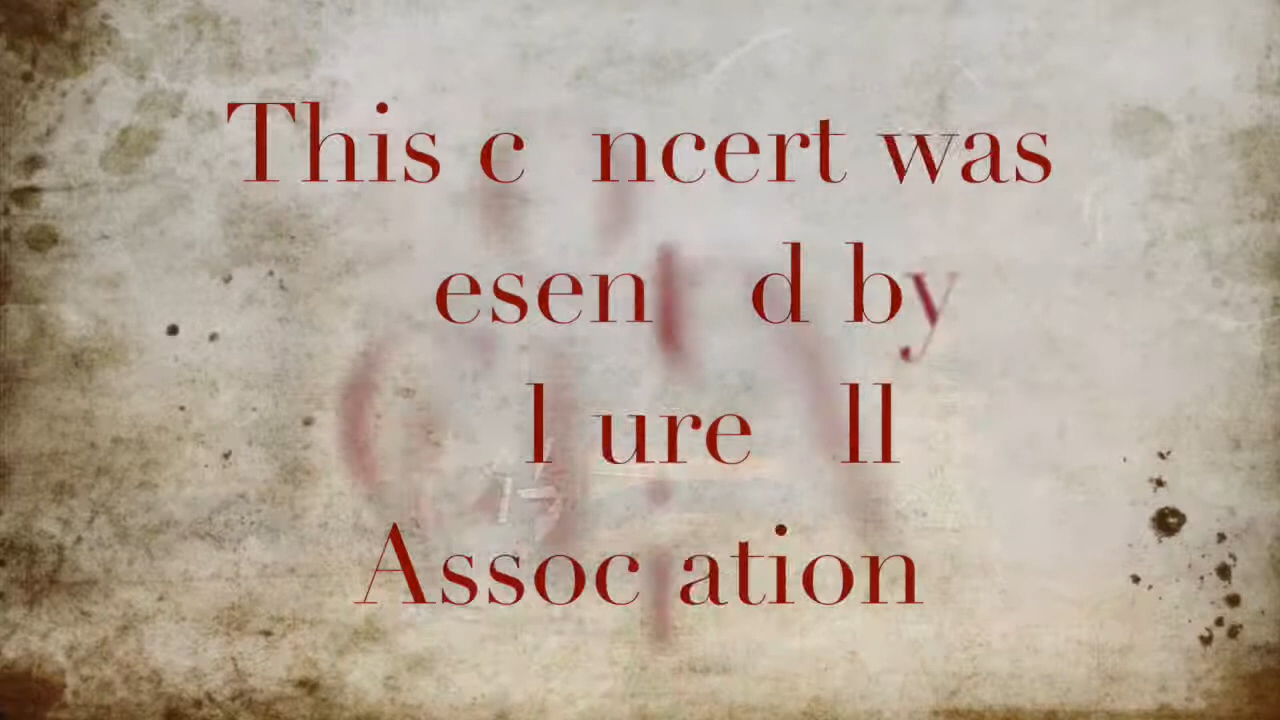 This c ncert was
esen d by
l ure ll
Assoc ation